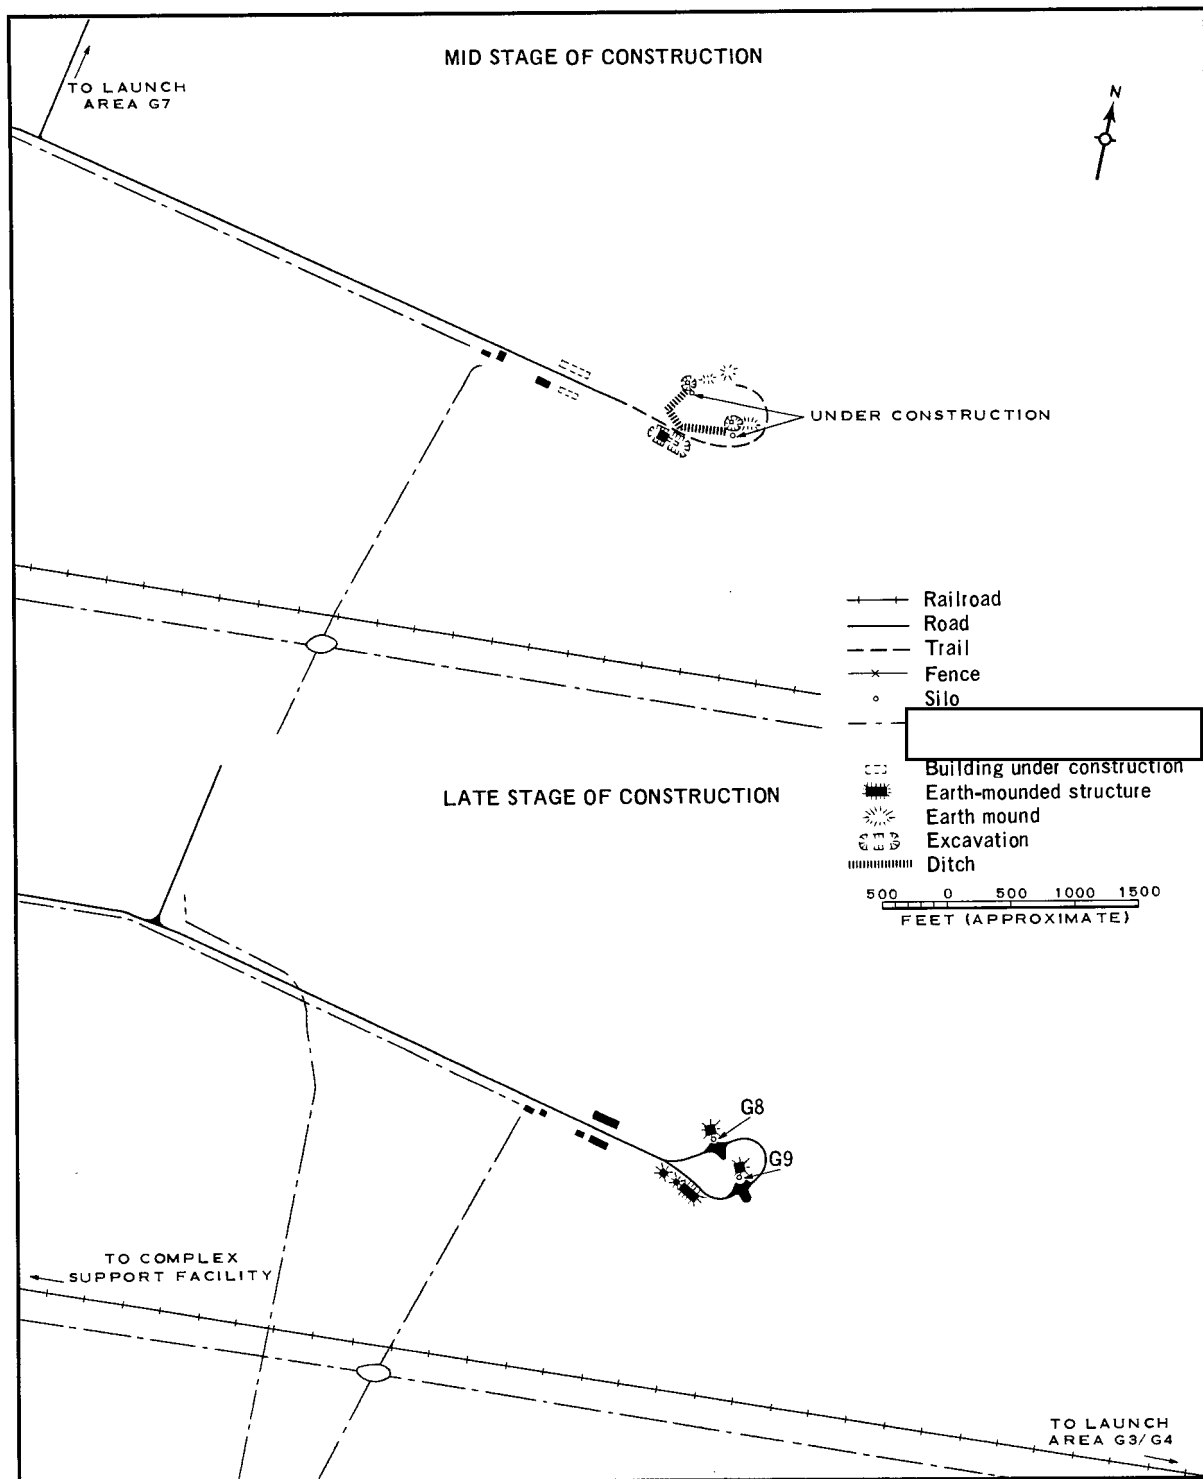 MID STAGE OF CONSTRUCTION
TO LAUNCH
AREA G7
N
UNDER CONSTRUCTION
Railroad
Road
Trail
Fence
Silo
Building under construction
Earth-mounded structure
Earth mound
Excavation
Ditch
500 0 500 1000 1500
FEET (APPROXIMATE)
LATE STAGE OF CONSTRUCTION
G8
G9
TO COMPLEX
SUPPORT FACILITY
TO LAUNCH
AREA G3/G4